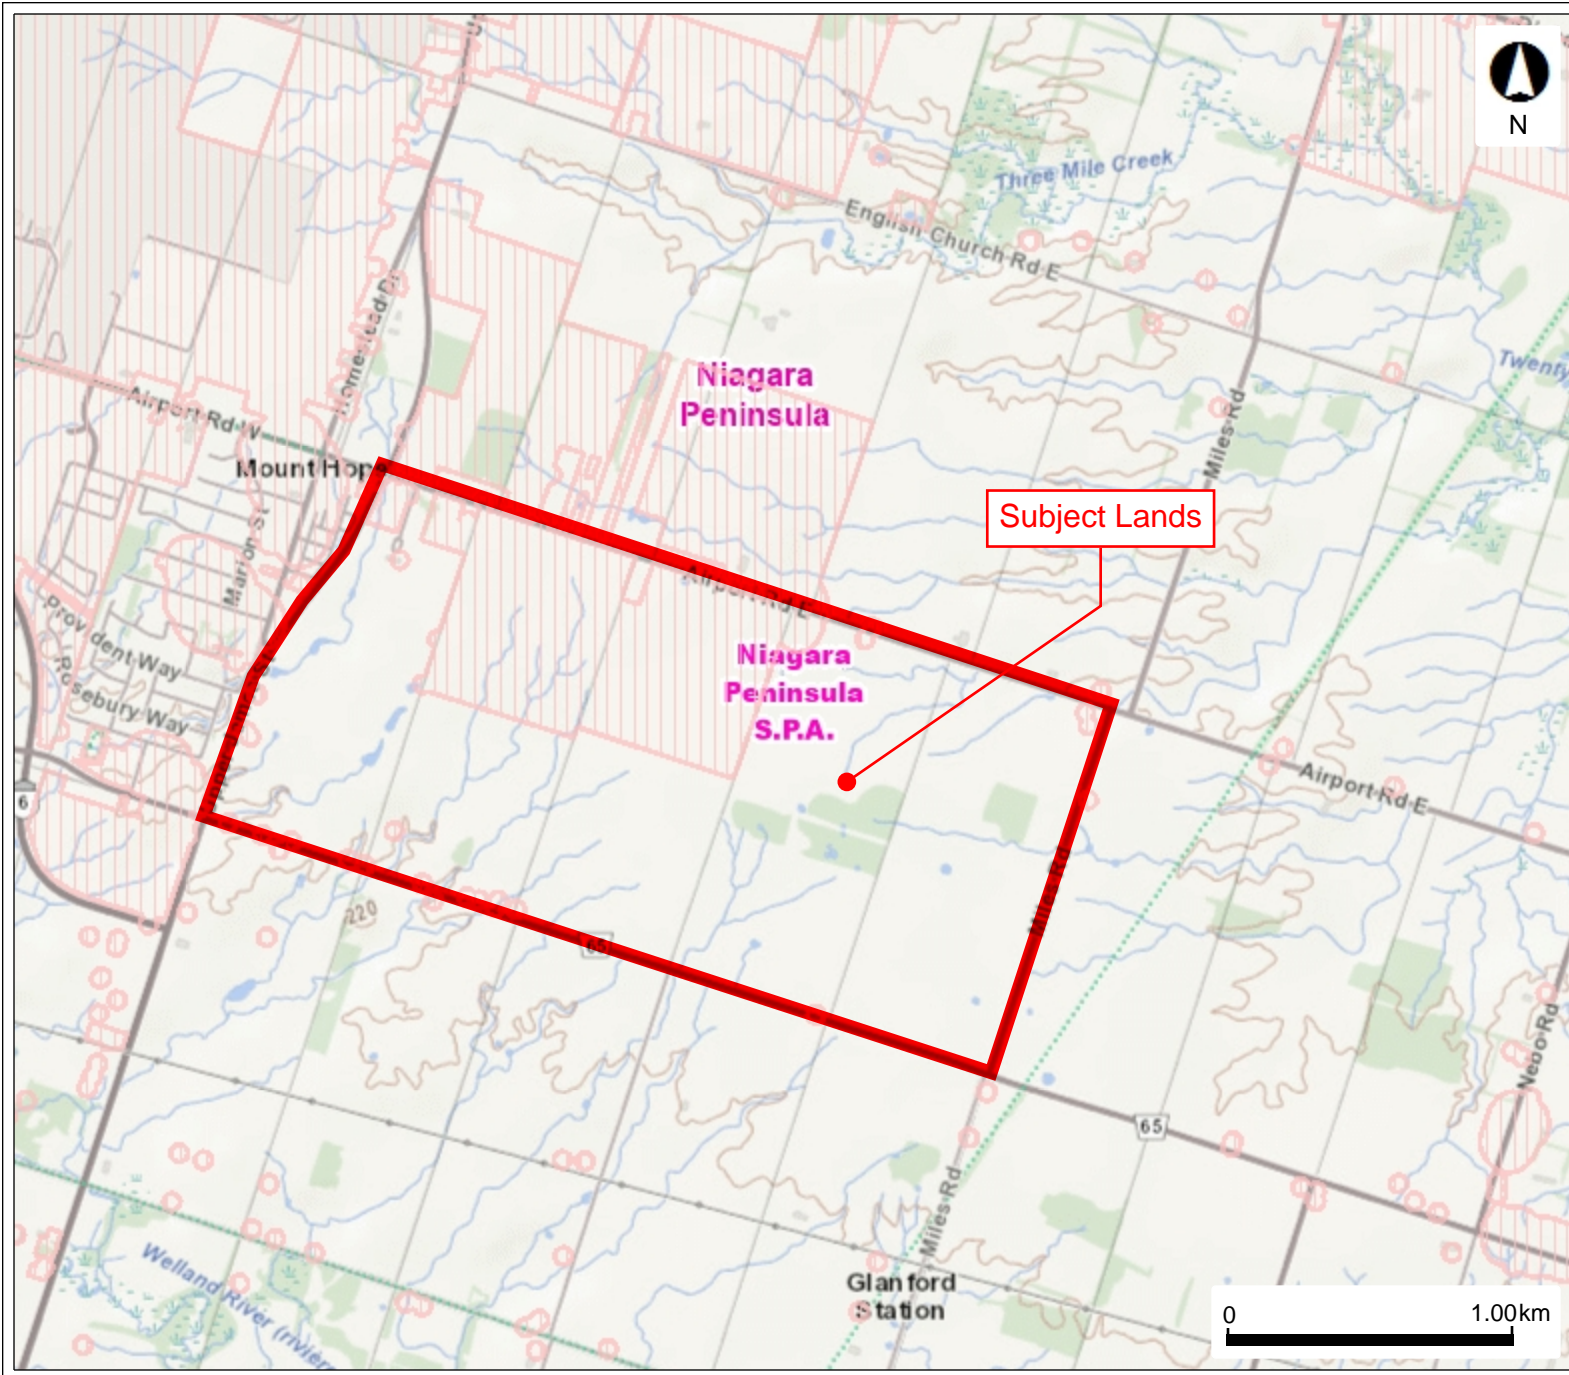 N
Three Mile Creek
English Church Rd E
Twenty
Homestead Dr
Niagara
Peninsula
Airport Rd W
Miles Rd
Mount Hope
Subject Lands
Marion St
Airport Rd E
Provident Way
Niagara
Peninsula
S.P.A.
Rosebury Way
Airport Rd E
6
Miles Rd
220
65
Nebo Rd
65
Miles Rd
Welland River (rivière
Glanford
Station
0 1.00km